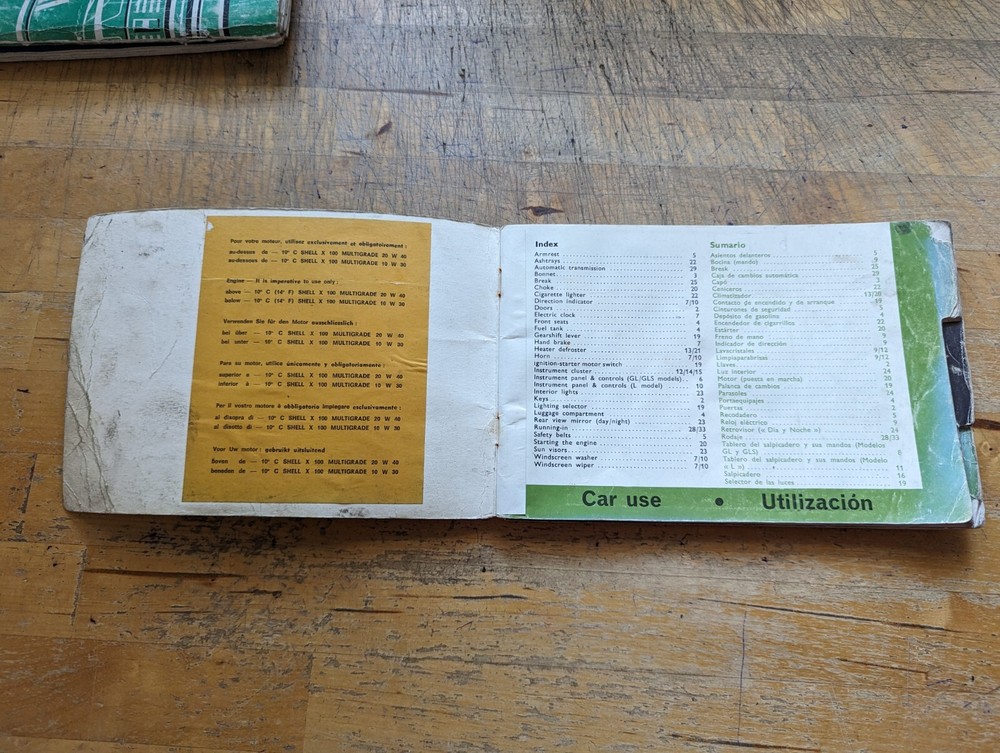 Pour votre moteur, utilisez exclusivement et obligatoirement :
au-dessus de — 10° C SHELL X 100 MULTIGRADE 20 W 40
au-dessous de — 10° C SHELL X 100 MULTIGRADE 10 W 30
Engine — It is imperative to use only :
above — 10° C (14° F) SHELL X 100 MULTIGRADE 20 W 40
below — 10° C (14° F) SHELL X 100 MULTIGRADE 10 W 30
Verwenden Sie für den Motor ausschliesslich :
bei über — 10° C SHELL X 100 MULTIGRADE 20 W 40
bei unter — 10° C SHELL X 100 MULTIGRADE 10 W 30
Para su motor, utilice únicamente y obligatoriamente :
superior a — 10° C SHELL X 100 MULTIGRADE 20 W 40
inferior à — 10° C SHELL X 100 MULTIGRADE 10 W 30
Per il vostro motore è obbligatorio impiegare esclusivamente :
al disopra di — 10° C SHELL X 100 MULTIGRADE 20 W 40
al disotto di — 10° C SHELL X 100 MULTIGRADE 10 W 30
Voor Uw motor : gebruikt uitsluitend
Boven de — 10° C SHELL X 100 MULTIGRADE 20 W 40
beneden de — 10° C SHELL X 100 MULTIGRADE 10 W 30
Index
Armrest 5
Ashtrays 22
Automatic transmission 29
Bonnet 3
Break 25
Choke 20
Cigarette lighter 22
Direction indicator 7/10
Doors 2
Electric clock 7
Front seats 4
Fuel tank 4
Gearshift lever 19
Hand brake 7
Heater defroster 13/21
Horn 7/10
ignition-starter motor switch 19
Instrument cluster 12/14/15
Instrument panel & controls (GL/GLS models) 6
Instrument panel & controls (L model) 10
Interior lights 23
Keys 2
Lighting selector 19
Luggage compartment 4
Rear view mirror (day/night) 23
Running-in 28/33
Safety belts 5
Starting the engine 20
Sun visors 23
Windscreen washer 7/10
Windscreen wiper 7/10
Sumario
Asientos delanteros 5
Bocina (mando) 9
Break 25
Caja de cambios automática 29
Capó 3
Ceniceros 22
Climatizador 13/20
Contacto de encendido y de arranque 19
Cinturones de seguridad 5
Depósito de gasolina 4
Encendedor de cigarrillos 22
Estárter 20
Freno de mano 9
Indicador de dirección 9
Lavacristales 9/12
Limpiaparabrisas 9/12
Llaves 2
Luz interior 24
Motor (puesta en marcha) 20
Palanca de cambios 19
Parasoles 24
Portaequipajes 4
Puertas 2
Recodadero 5
Reloj eléctrico 9
Retrovisor (« Día y Noche ») 26
Rodaje 28/33
Tablero del salpicadero y sus mandos (Modelos
GL y GLS) 8
Tablero del salpicadero y sus mandos (Modelo
« L ») 11
Salpicadero 16
Selector de las luces 19
Car use • Utilización